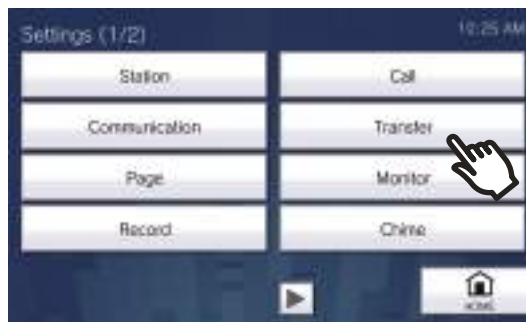 Settings (1/2)
10:25 AM
Station
Call
Communication
Transfer
Page
Monitor
Record
Chime
HOME